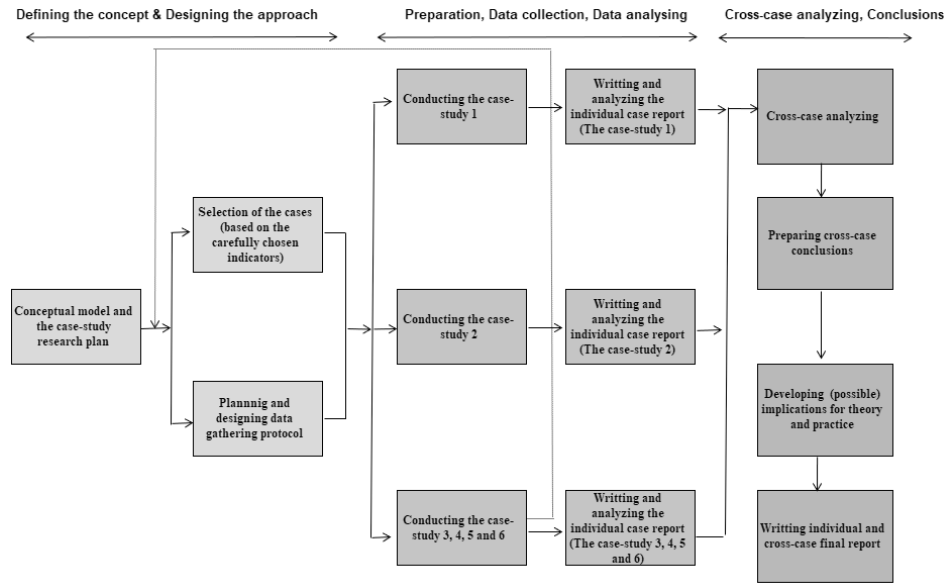 Defining the concept & Designing the approach
Preparation, Data collection, Data analysing
Cross-case analyzing, Conclusions
Conceptual model and
the case-study
research plan
Selection of the cases
(based on the
carefully chosen
indicators)
Plannnig and
designing data
gathering protocol
Conducting the case-
study 1
Writting and
analyzing the
individual case report
(The case-study 1)
Conducting the case-
study 2
Writting and
analyzing the
individual case report
(The case-study 2)
Conducting the case-
study 3, 4, 5 and 6
Writting and
analyzing the
individual case report
(The case-study 3, 4, 5
and 6)
Cross-case analyzing
Preparing cross-case
conclusions
Developing (possible)
implications for theory
and practice
Writting individual and
cross-case final report